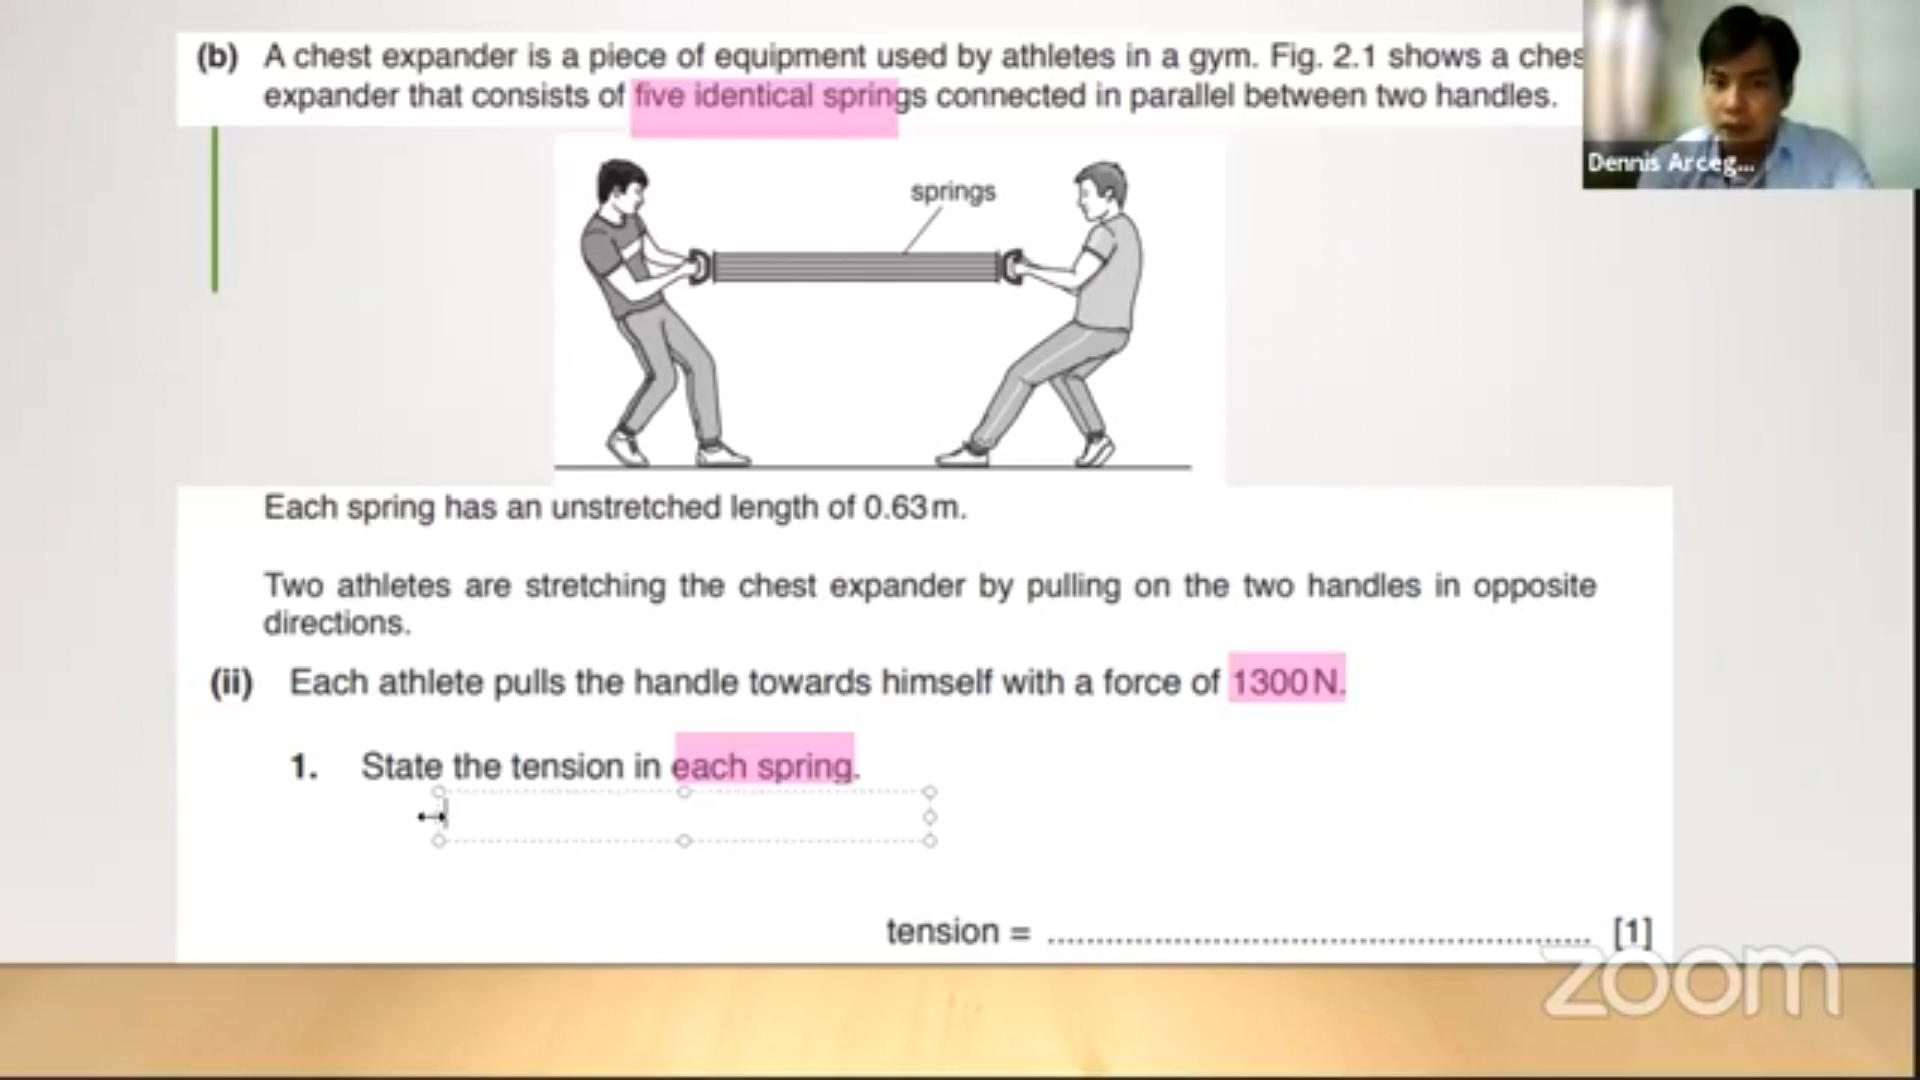 (b) A chest expander is a piece of equipment used by athletes in a gym. Fig. 2.1 shows a ches
expander that consists of five identical springs connected in parallel between two handles.
Dennis Arceg...
springs
Each spring has an unstretched length of 0.63 m.
Two athletes are stretching the chest expander by pulling on the two handles in opposite
directions.
(ii) Each athlete pulls the handle towards himself with a force of 1300 N.
1. State the tension in each spring.
tension = ........................................................ [1]
zoom